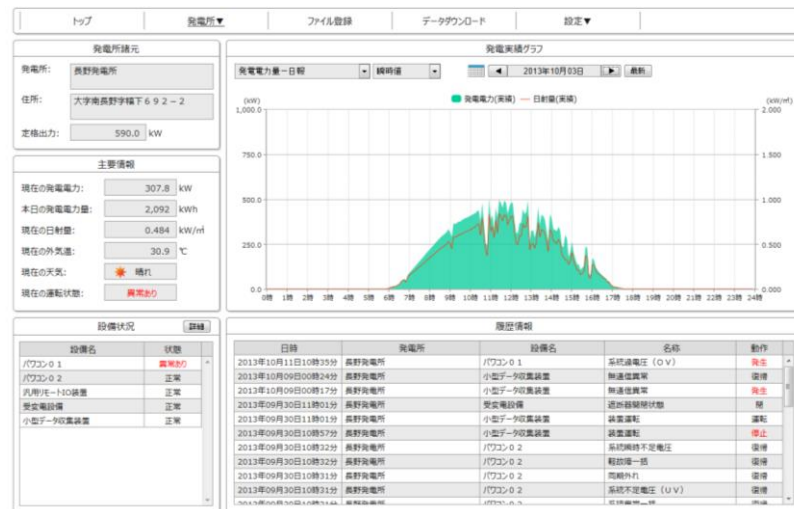 トップ 発電所▼ ファイル登録 データダウンロード 設定▼
発電所諸元
発電所: 長野発電所
住所: 大字南長野字幅下692-2
定格出力: 590.0 kW
主要情報
現在の発電電力: 307.8 kW
本日の発電電力量: 2,092 kWh
現在の日射量: 0.484 kW/㎡
現在の外気温: 30.9 ℃
現在の天気: 晴れ
現在の運転状態: 異常あり
発電実績グラフ
発電電力量-日報 瞬時値 2013年10月03日 最新
発電電力(実績) 日射量(実績)
(kW) (kW/㎡)
1,000.0 2.000
750.0 1.500
500.0 1.000
250.0 0.500
0.0 0.000
0時 1時 2時 3時 4時 5時 6時 7時 8時 9時 10時 11時 12時 13時 14時 15時 16時 17時 18時 19時 20時 21時 22時 23時 24時
設備状況 詳細
設備名 状態
パワコン01 異常あり
パワコン02 正常
汎用リモートIO装置 正常
受変電設備 正常
小型データ収集装置 正常
履歴情報
日時 発電所 設備名 名称 動作
2013年10月11日10時35分 長野発電所 パワコン01 系統過電圧(OV) 発生
2013年10月09日00時24分 長野発電所 小型データ収集装置 無通信異常 復帰
2013年10月09日00時17分 長野発電所 小型データ収集装置 無通信異常 発生
2013年09月30日11時01分 長野発電所 受変電設備 遮断器開閉状態 閉
2013年09月30日11時01分 長野発電所 小型データ収集装置 装置運転 運転
2013年09月30日10時57分 長野発電所 小型データ収集装置 装置運転 停止
2013年09月30日10時32分 長野発電所 パワコン02 系統瞬時不足電圧 復帰
2013年09月30日10時32分 長野発電所 パワコン02 軽故障一括 復帰
2013年09月30日10時31分 長野発電所 パワコン02 同期外れ 復帰
2013年09月30日10時31分 長野発電所 パワコン02 系統不足電圧(UV) 復帰